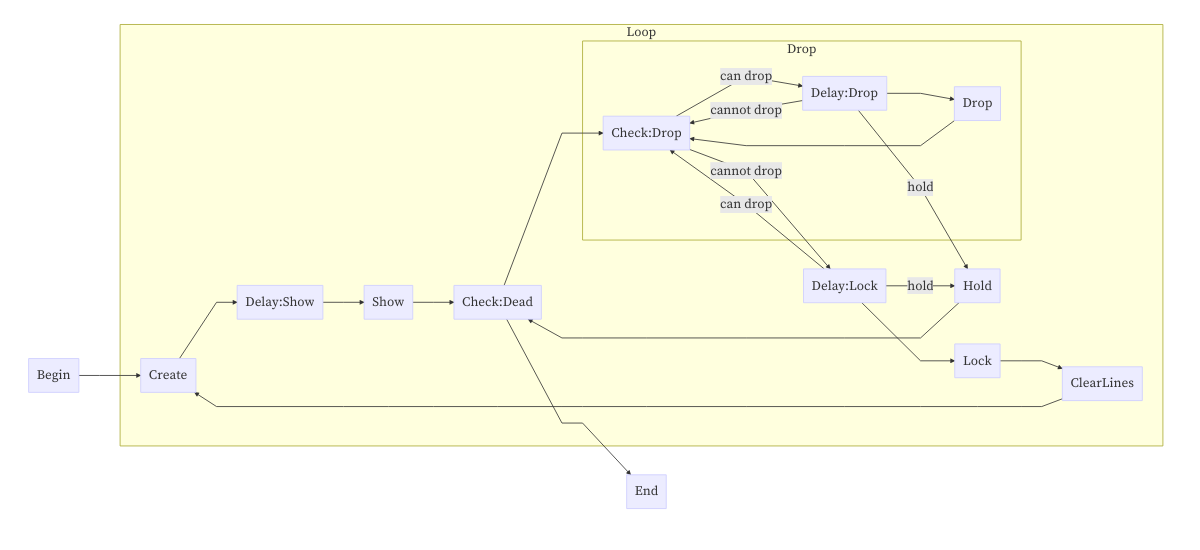 Loop
Drop
can drop
Delay:Drop
Drop
cannot drop
Check:Drop
cannot drop
can drop
hold
Delay:Lock
hold
Hold
Delay:Show
Show
Check:Dead
Lock
Begin
Create
ClearLines
End